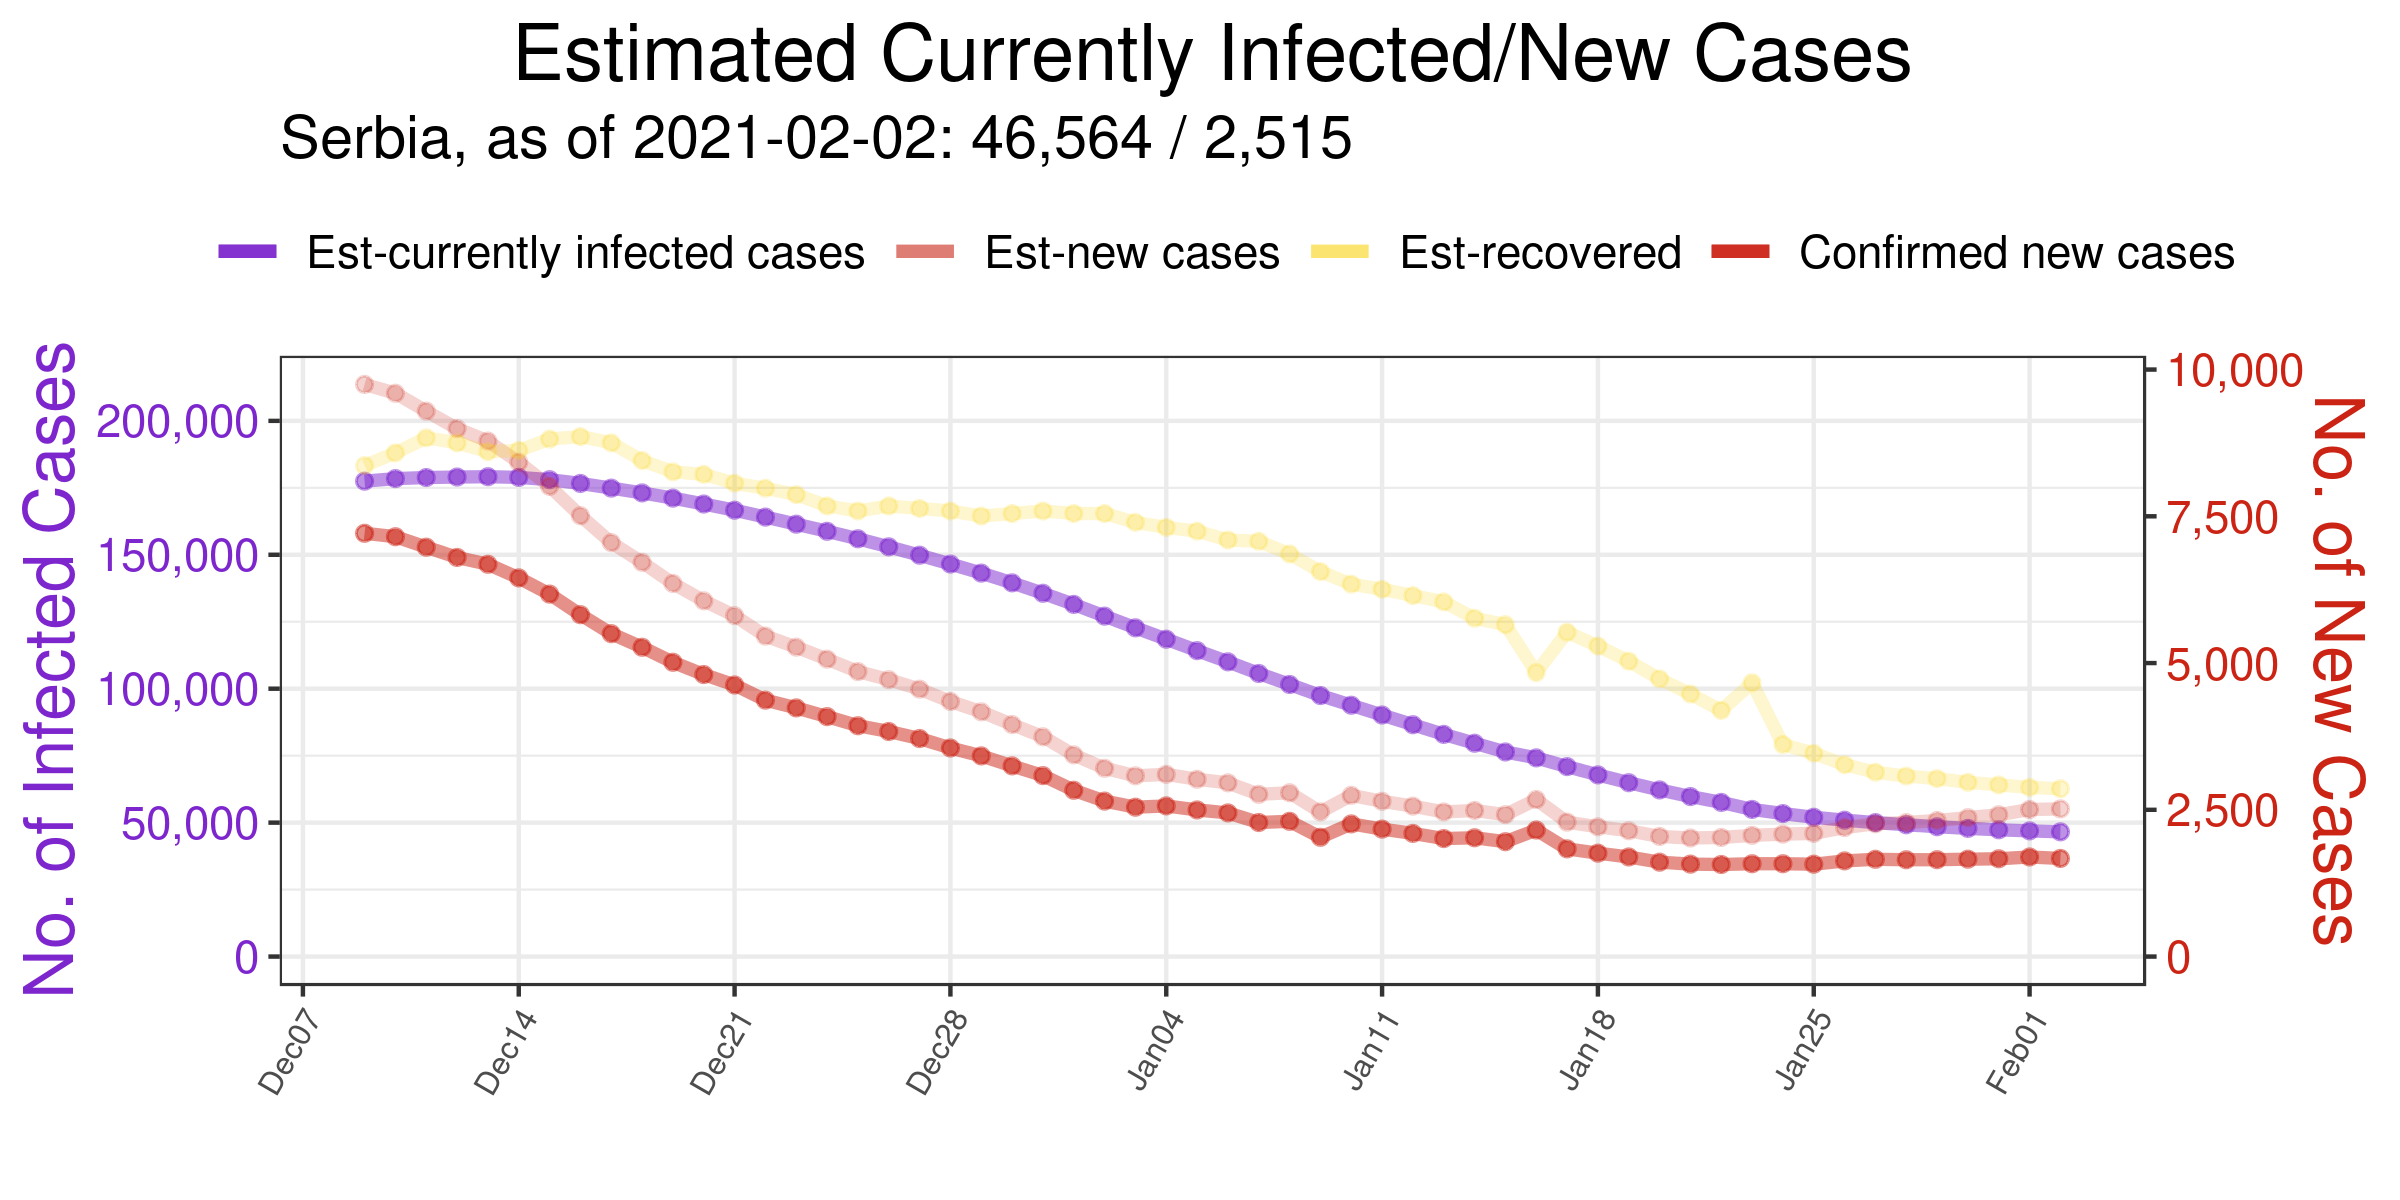 Estimated Currently Infected/New Cases
Serbia, as of 2021-02-02: 46,564 / 2,515
Est-currently infected cases Est-new cases Est-recovered Confirmed new cases
No. of Infected Cases
200,000
150,000
100,000
50,000
0
10,000
7,500
5,000
2,500
0
No. of New Cases
Dec07 Dec14 Dec21 Dec28 Jan04 Jan11 Jan18 Jan25 Feb01